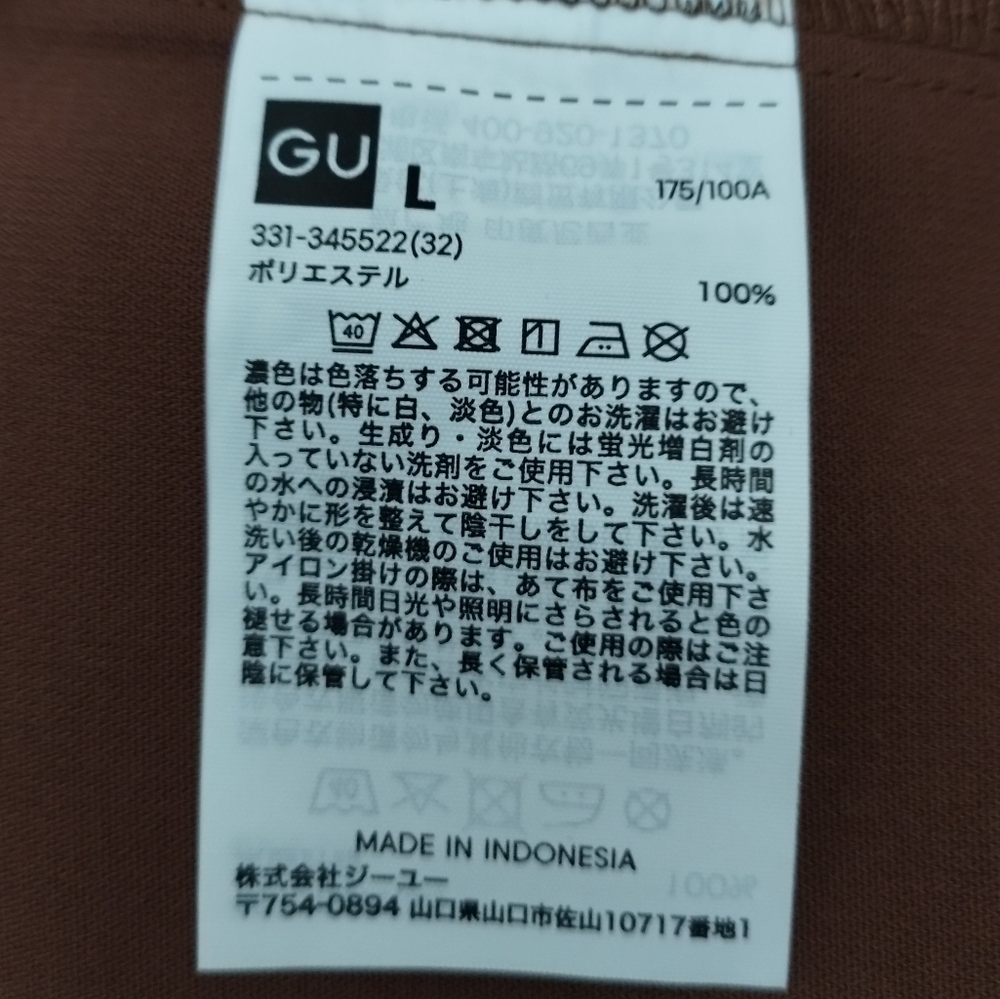 GU L 175/100A
331-345522(32)
ポリエステル 100%
40
濃色は色落ちする可能性がありますので、
他の物(特に白、淡色)とのお洗濯はお避け
下さい。生成り・淡色には蛍光増白剤の
入っていない洗剤をご使用下さい。長時間
の水への浸漬はお避け下さい。洗濯後は速
やかに形を整えて陰干しをして下さい。水
洗い後の乾燥機のご使用はお避け下さい。
アイロン掛けの際は、あて布をご使用下さ
い。長時間日光や照明にさらされると色の
褪せる場合があります。ご使用の際はご注
意下さい。また、長く保管される場合は日
陰に保管して下さい。
MADE IN INDONESIA
株式会社ジーユー
〒754-0894 山口県山口市佐山10717番地1